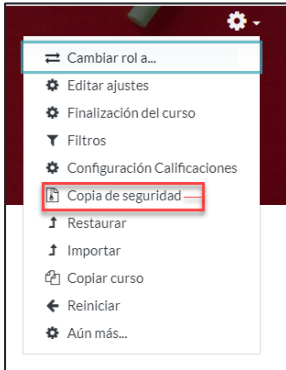 Cambiar rol a...
Editar ajustes
Finalización del curso
Filtros
Configuración Calificaciones
Copia de seguridad
Restaurar
Importar
Copiar curso
Reiniciar
Aún más...